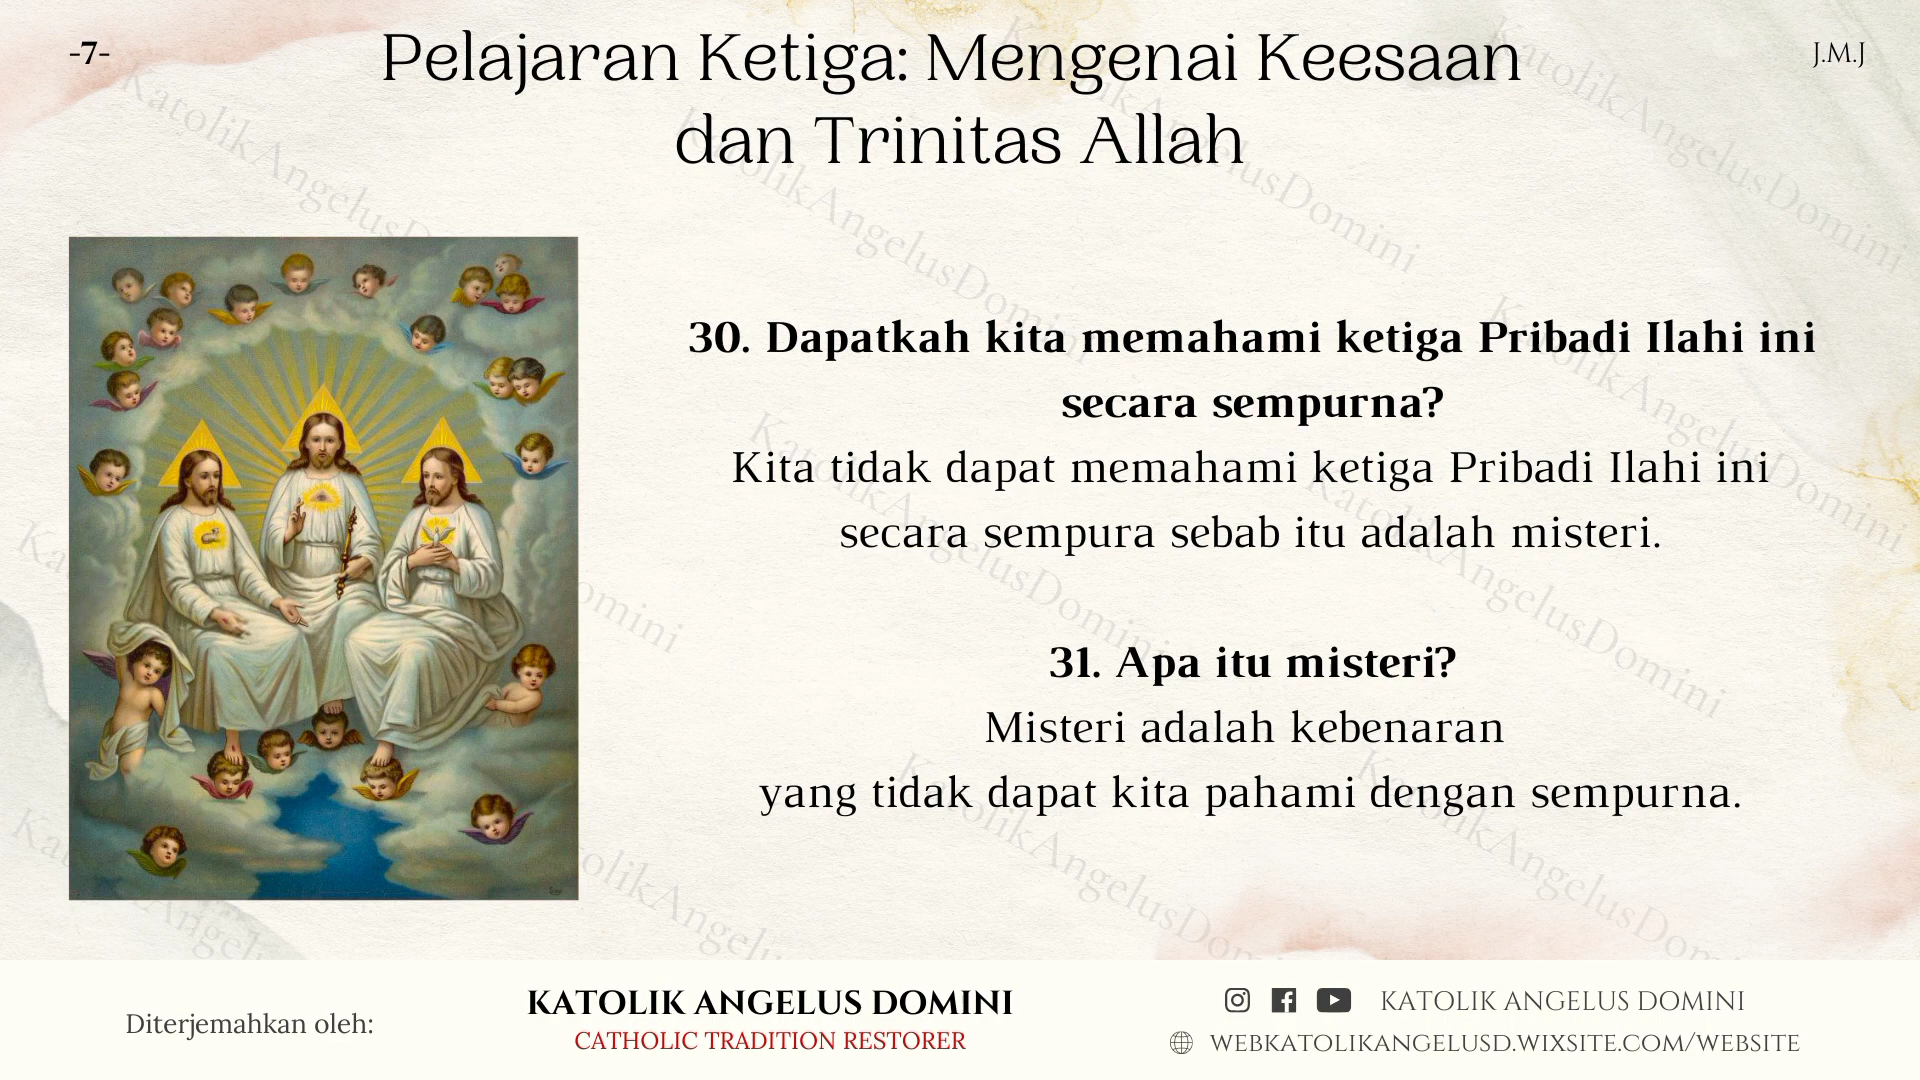 -7-
Pelajaran Ketiga: Mengenai Keesaan
dan Trinitas Allah
J.M.J
30. Dapatkah kita memahami ketiga Pribadi Ilahi ini
secara sempurna?
Kita tidak dapat memahami ketiga Pribadi Ilahi ini
secara sempura sebab itu adalah misteri.
31. Apa itu misteri?
Misteri adalah kebenaran
yang tidak dapat kita pahami dengan sempurna.
Diterjemahkan oleh:
KATOLIK ANGELUS DOMINI
CATHOLIC TRADITION RESTORER
KATOLIK ANGELUS DOMINI
WEBKATOLIKANGELUSD.WIXSITE.COM/WEBSITE
KatolikAngelusDomini